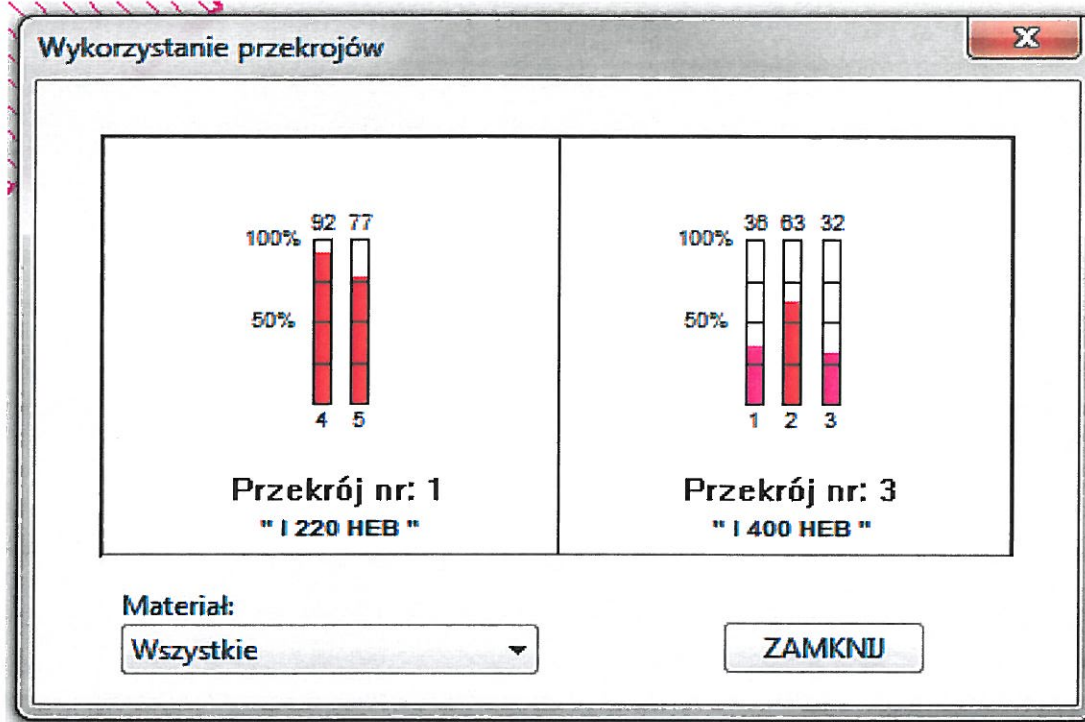 Wykorzystanie przekrojów
92 77
100%
50%
4 5
Przekrój nr: 1
" I 220 HEB "
36 63 32
100%
50%
1 2 3
Przekrój nr: 3
" I 400 HEB "
Materiał:
Wszystkie
ZAMKNIJ